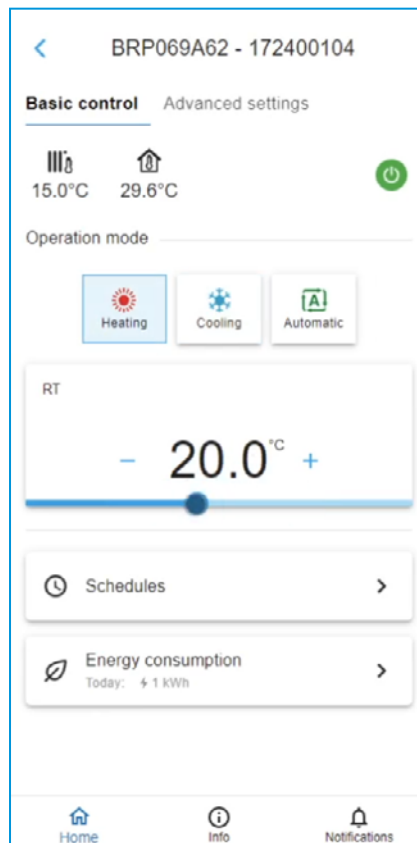 BRP069A62 - 172400104
Basic control Advanced settings
15.0°C 29.6°C
Operation mode
Heating Cooling A Automatic
RT
− 20.0 °C +
Schedules
Energy consumption
Today: 1 kWh
Home Info Notifications